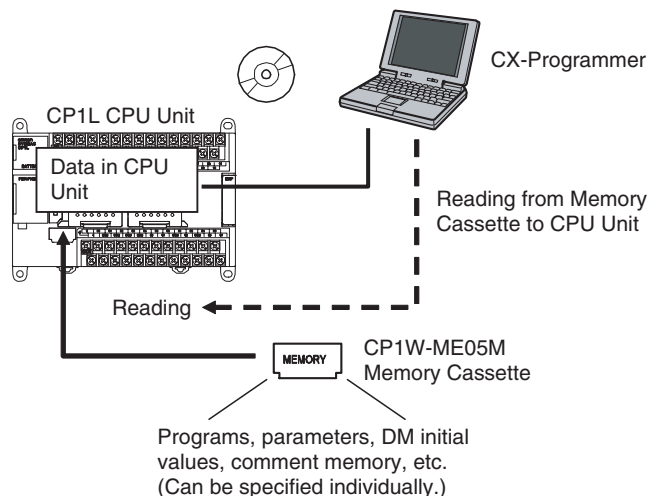 CX-Programmer
CP1L CPU Unit
Data in CPU
Unit
Reading from Memory
Cassette to CPU Unit
Reading
MEMORY
CP1W-ME05M
Memory Cassette
Programs, parameters, DM initial
values, comment memory, etc.
(Can be specified individually.)